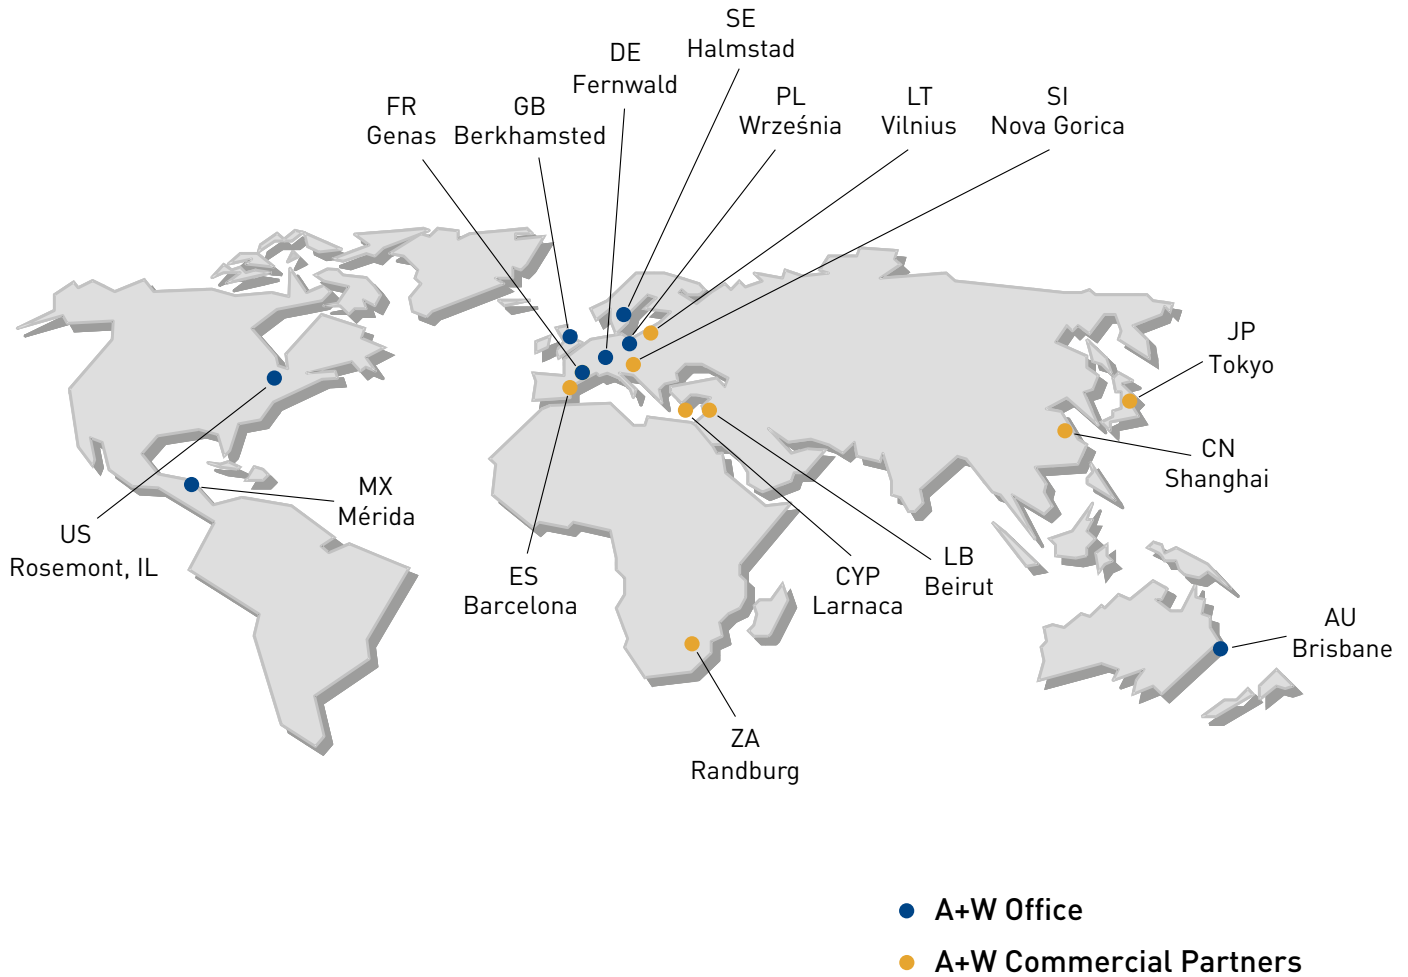 SE
Halmstad
DE
Fernwald
FR
Genas
GB
Berkhamsted
PL
Września
LT
Vilnius
SI
Nova Gorica
JP
Tokyo
CN
Shanghai
MX
Mérida
US
Rosemont, IL
ES
Barcelona
CYP
Larnaca
LB
Beirut
AU
Brisbane
ZA
Randburg
A+W Office
A+W Commercial Partners